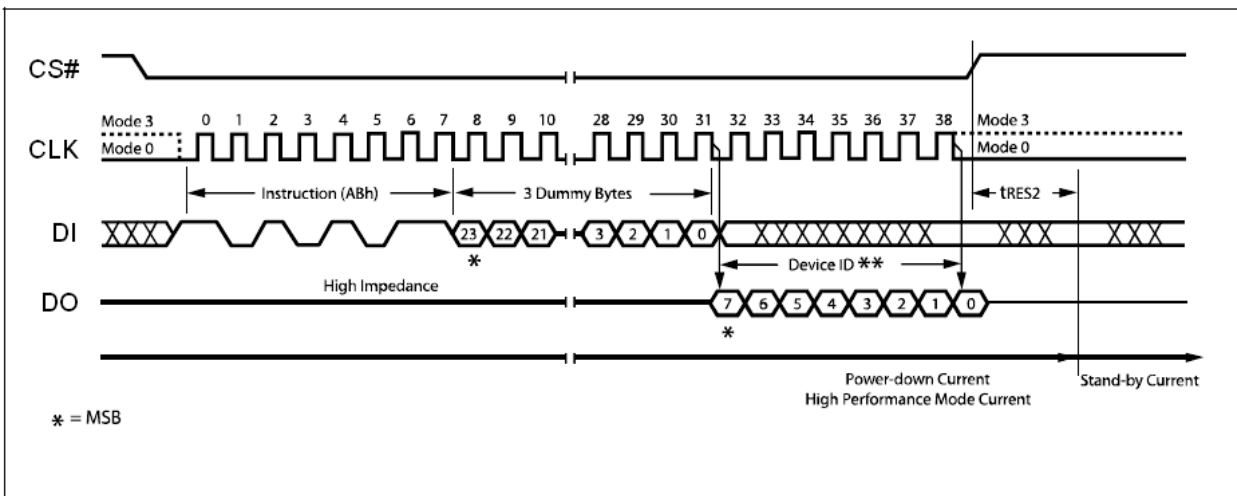 CS#
Mode 3 0 1 2 3 4 5 6 7 8 9 10 28 29 30 31 32 33 34 35 36 37 38 Mode 3
CLK Mode 0 Mode 0
Instruction (ABh) 3 Dummy Bytes tRES2
DI 23 22 21 3 2 1 0
* Device ID **
High Impedance
DO 7 6 5 4 3 2 1 0
*
Power-down Current Stand-by Current
High Performance Mode Current
* = MSB